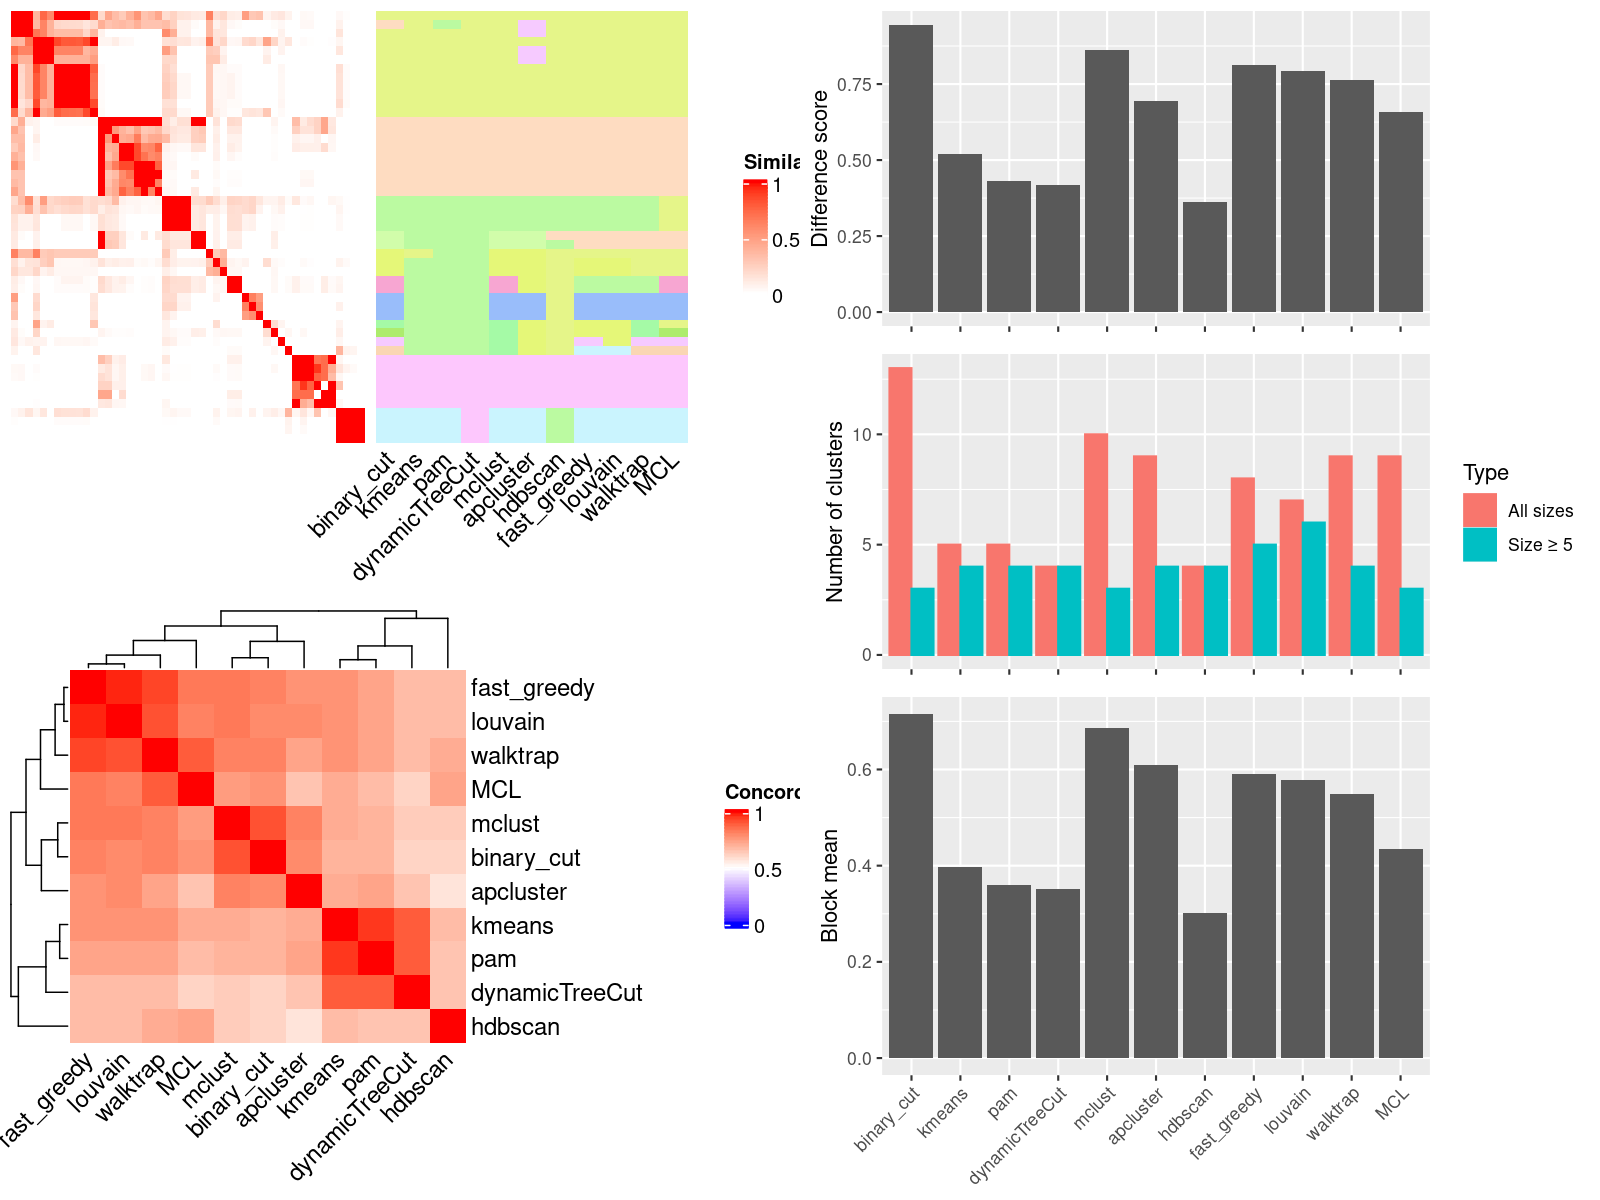 Simila
1
0.5
0
binary_cut
kmeans
pam
dynamicTreeCut
mclust
apcluster
hdbscan
fast_greedy
louvain
walktrap
MCL
fast_greedy
louvain
walktrap
MCL
mclust
binary_cut
apcluster
kmeans
pam
dynamicTreeCut
hdbscan
fast_greedy
louvain
walktrap
MCL
mclust
binary_cut
apcluster
kmeans
pam
dynamicTreeCut
hdbscan
Concorc
1
0.5
0
Difference score
0.75
0.50
0.25
0.00
Number of clusters
10
5
0
Type
All sizes
Size ≥ 5
Block mean
0.6
0.4
0.2
0.0
binary_cut
kmeans
pam
dynamicTreeCut
mclust
apcluster
hdbscan
fast_greedy
louvain
walktrap
MCL